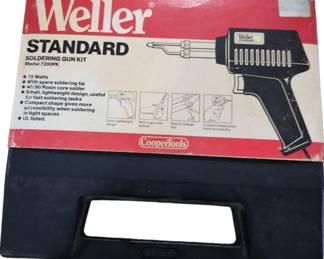 Weller
STANDARD
SOLDERING GUN KIT
Model 7200PK
• 75 Watts
• With spare soldering tip
• 40/60 Rosin core solder
• Small, lightweight design, useful
for fast soldering tasks
• Compact shape gives more
accessibility when soldering
in tight spaces
• UL listed.
Weller
CooperTools